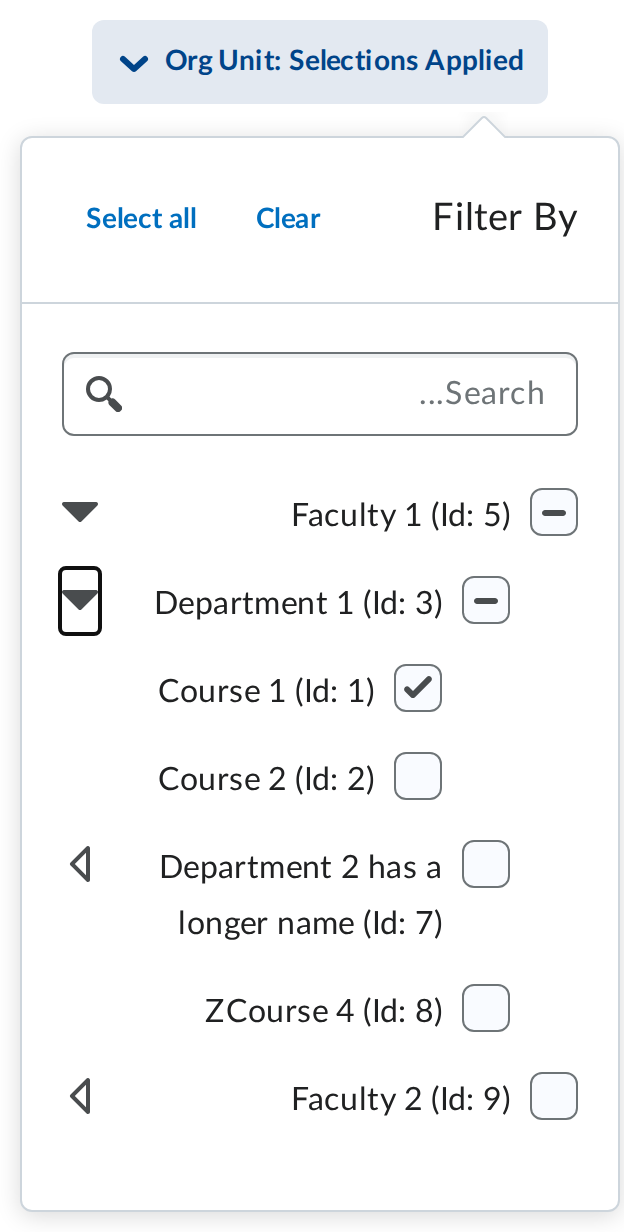 Org Unit: Selections Applied
Filter By
Clear
Select all
...Search
Faculty 1 (Id: 5)
Department 1 (Id: 3)
Course 1 (Id: 1)
Course 2 (Id: 2)
Department 2 has a
longer name (Id: 7)
ZCourse 4 (Id: 8)
Faculty 2 (Id: 9)